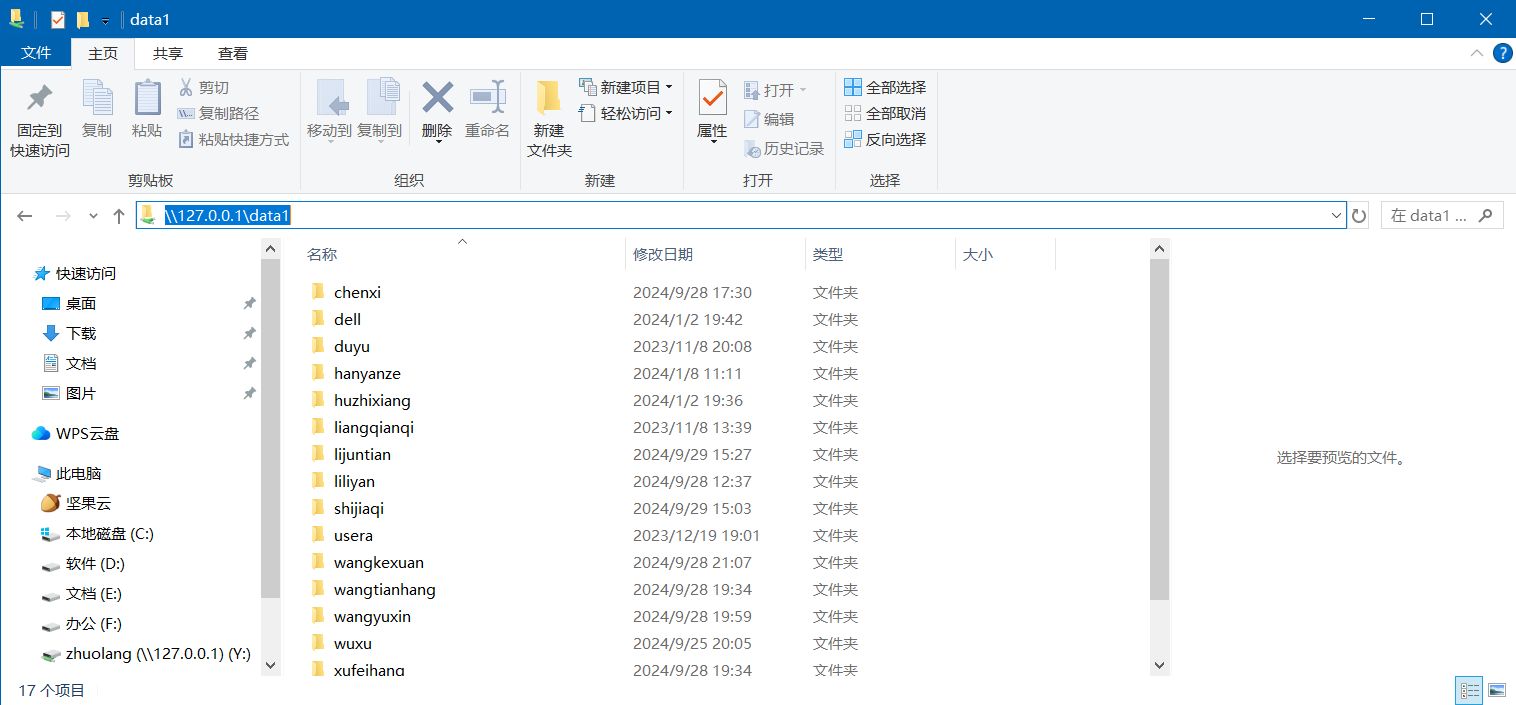 data1
文件 主页 共享 查看
固定到
快速访问
复制
粘贴
剪切
复制路径
粘贴快捷方式
剪贴板
移动到 复制到 删除 重命名
组织
新建
文件夹
新建项目
轻松访问
新建
属性
打开
编辑
历史记录
打开
全部选择
全部取消
反向选择
选择
\\127.0.0.1\data1
在 data1 ...
快速访问
桌面
下载
文档
图片
WPS云盘
此电脑
坚果云
本地磁盘 (C:)
软件 (D:)
文档 (E:)
办公 (F:)
zhuolang (\\127.0.0.1) (Y:)
名称 修改日期 类型 大小
chenxi 2024/9/28 17:30 文件夹
dell 2024/1/2 19:42 文件夹
duyu 2023/11/8 20:08 文件夹
hanyanze 2024/1/8 11:11 文件夹
huzhixiang 2024/1/2 19:36 文件夹
liangqianqi 2023/11/8 13:39 文件夹
lijuntian 2024/9/29 15:27 文件夹
liliyan 2024/9/28 12:37 文件夹
shijiaqi 2024/9/29 15:03 文件夹
usera 2023/12/19 19:01 文件夹
wangkexuan 2024/9/28 21:07 文件夹
wangtianhang 2024/9/28 19:34 文件夹
wangyuxin 2024/9/28 19:59 文件夹
wuxu 2024/9/25 20:05 文件夹
xufeihang 2024/9/28 19:34 文件夹
选择要预览的文件。
17 个项目